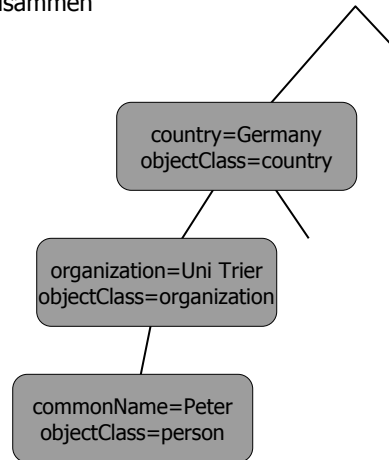 country=Germany
objectClass=country
organization=Uni Trier
objectClass=organization
commonName=Peter
objectClass=person